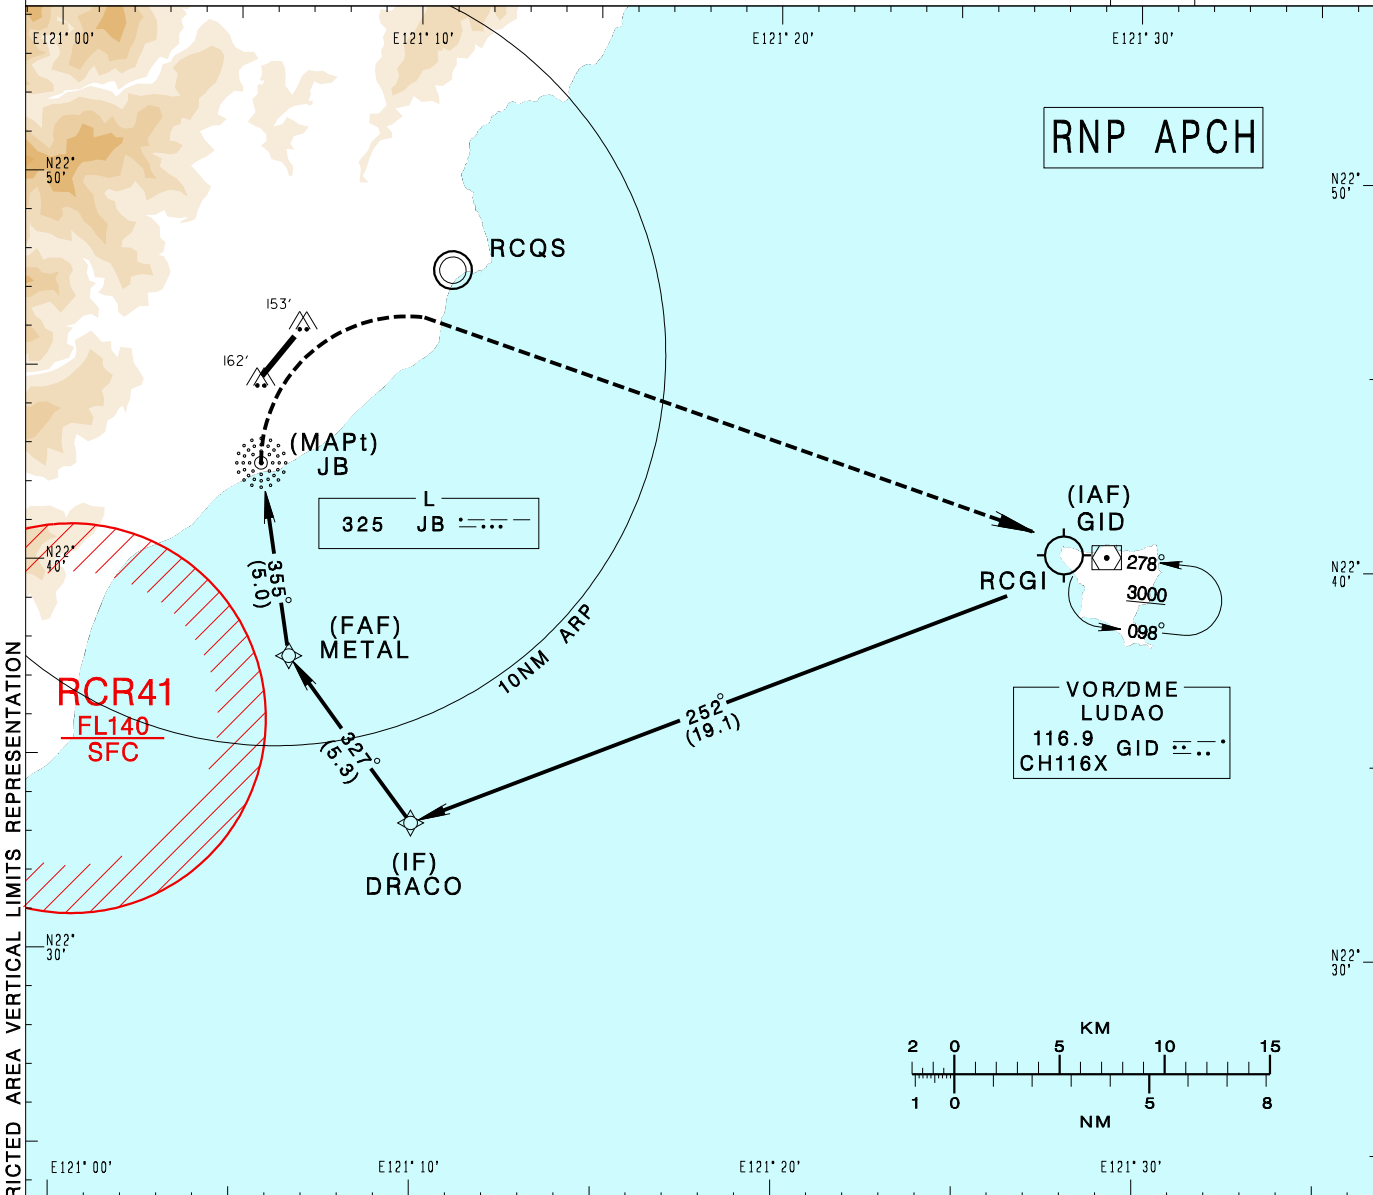 E121° 00'
E121° 10'
E121° 20'
E121° 30'
RNP APCH
N22°
50'
N22°
50'
RCQS
153'
162'
(MAPt)
JB
L
325 JB
(IAF)
GID
RCGI
278°
3000
098°
N22°
40'
N22°
40'
355°
(5.0)
(FAF)
METAL
10NM ARP
RCR41
FL140
SFC
327°
(5.3)
252°
(19.1)
VOR/DME
LUDAO
116.9
CH116X
GID
(IF)
DRACO
N22°
30'
N22°
30'
KM
2 0 5 10 15
1 0 5 8
NM
E121° 00'
E121° 10'
E121° 20'
E121° 30'
RICTED AREA VERTICAL LIMITS REPRESENTATION